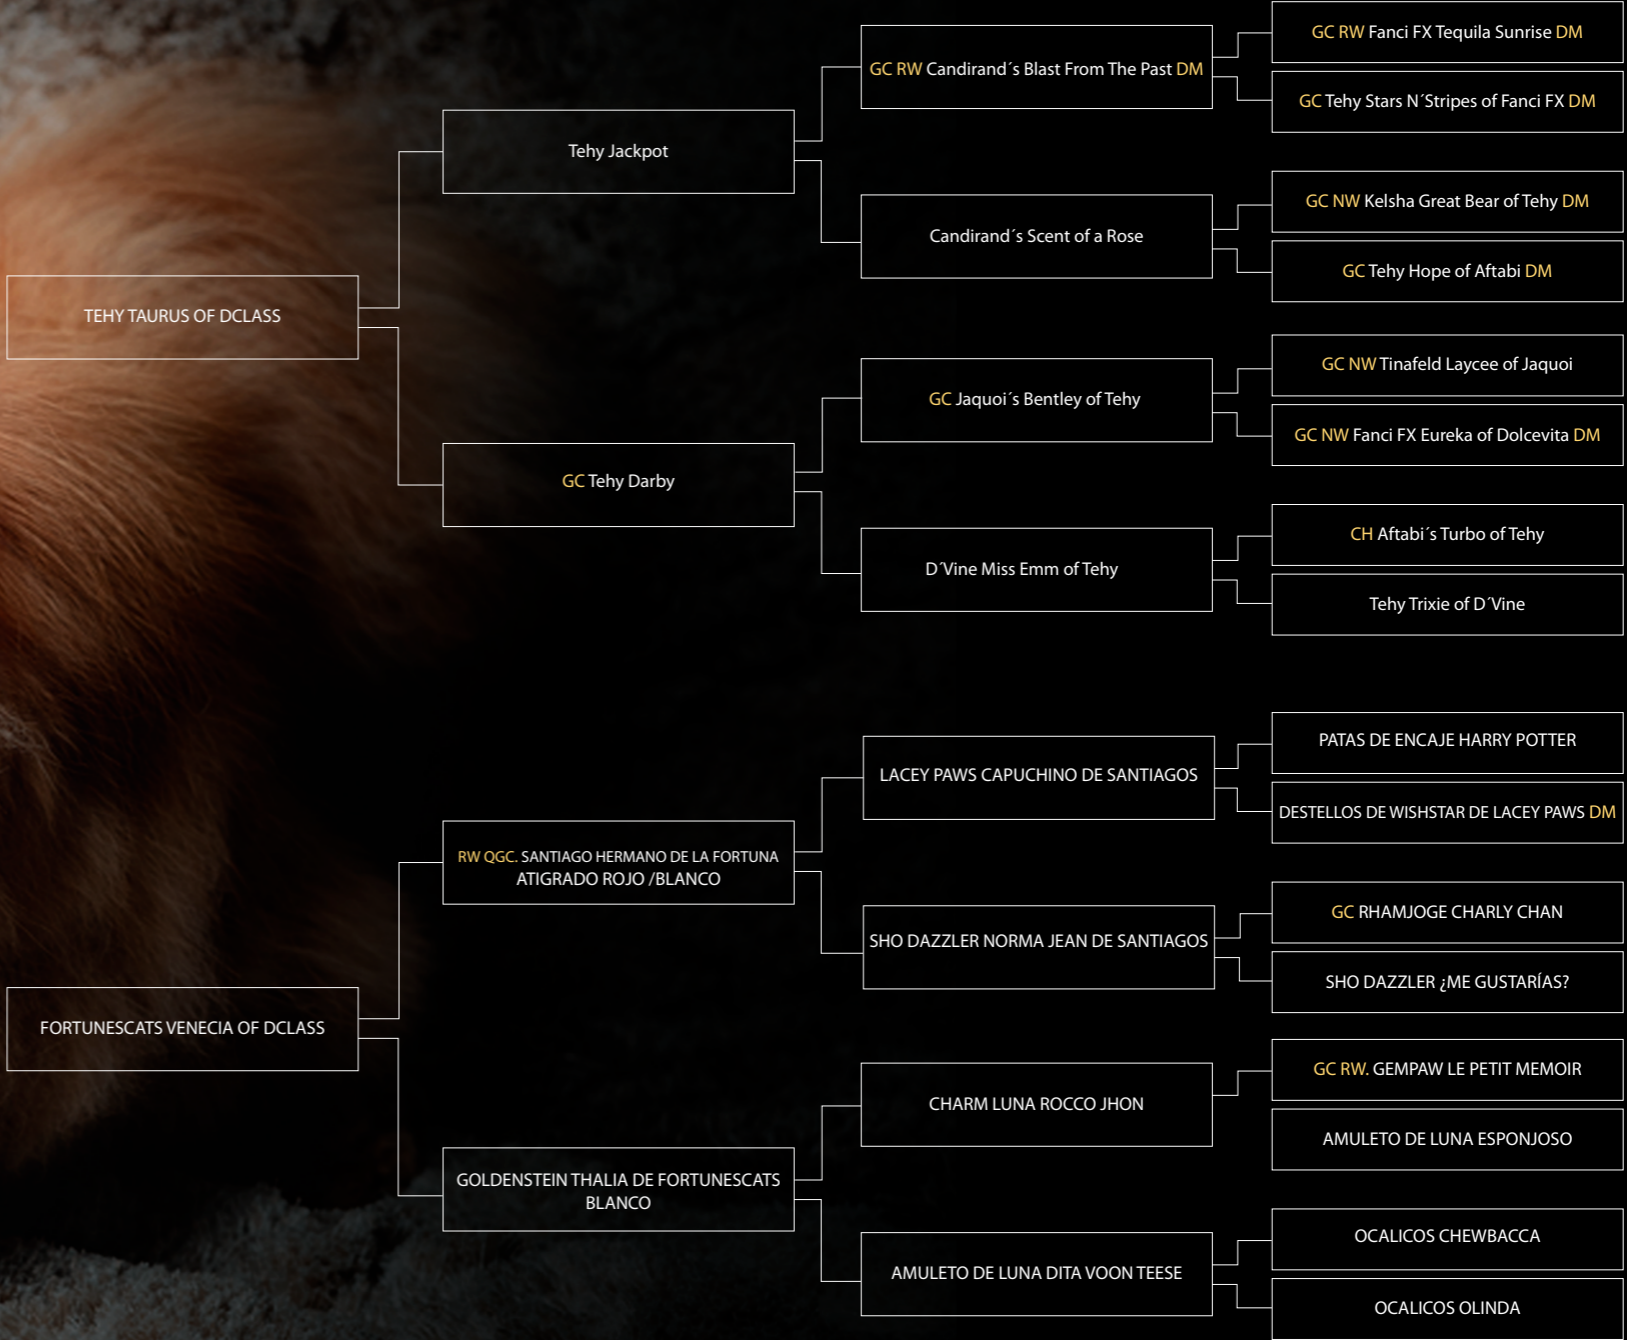 TEHY TAURUS OF DCLASS
Tehy Jackpot
GC RW Candirand´s Blast From The Past DM
GC RW Fanci FX Tequila Sunrise DM
GC Tehy Stars N´Stripes of Fanci FX DM
Candirand´s Scent of a Rose
GC NW Kelsha Great Bear of Tehy DM
GC Tehy Hope of Aftabi DM
GC Tehy Darby
GC Jaquoi´s Bentley of Tehy
GC NW Tinafeld Laycee of Jaquoi
GC NW Fanci FX Eureka of Dolcevita DM
D´Vine Miss Emm of Tehy
CH Aftabi´s Turbo of Tehy
Tehy Trixie of D´Vine
FORTUNESCATS VENECIA OF DCLASS
RW QGC. SANTIAGO HERMANO DE LA FORTUNA
ATIGRADO ROJO /BLANCO
LACEY PAWS CAPUCHINO DE SANTIAGOS
PATAS DE ENCAJE HARRY POTTER
DESTELLOS DE WISHSTAR DE LACEY PAWS DM
SHO DAZZLER NORMA JEAN DE SANTIAGOS
GC RHAMJOGE CHARLY CHAN
SHO DAZZLER ¿ME GUSTARÍAS?
GOLDENSTEIN THALIA DE FORTUNESCATS
BLANCO
CHARM LUNA ROCCO JHON
GC RW. GEMPAW LE PETIT MEMOIR
AMULETO DE LUNA ESPONJOSO
AMULETO DE LUNA DITA VOON TEESE
OCALICOS CHEWBACCA
OCALICOS OLINDA